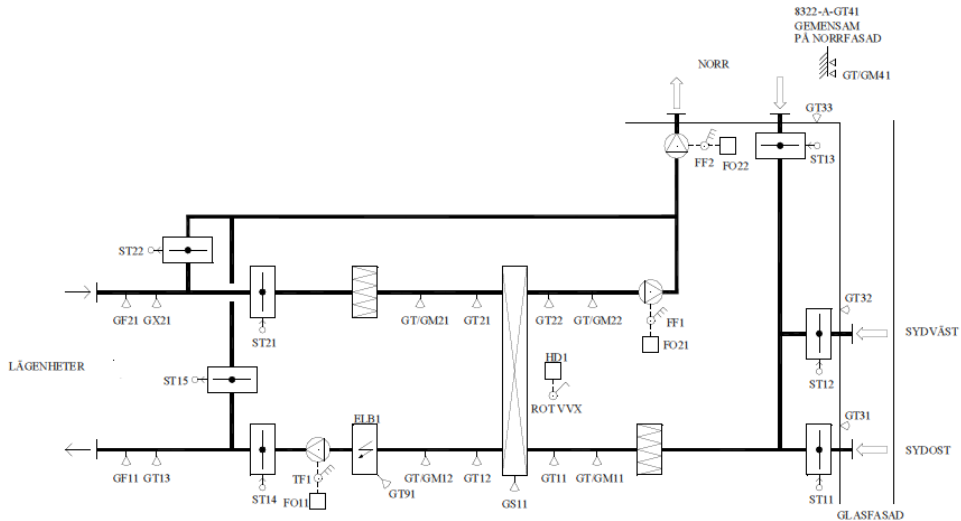 8322-A-GT41
GEMENSAM
PÅ NORRFASAD
NORR
GT/GM41
GT33
FF2
FO22
ST13
ST22
GF21
GX21
ST21
GT/GM21
GT21
GT22
GT/GM22
FF1
FO21
GT32
SYDVÄST
ST12
LÄGENHETER
ST15
HD1
ROTVVX
ELB1
GT31
SYDOST
GF11
GT13
ST14
TF1
FO11
GT91
GT/GM12
GT12
GS11
GT11
GT/GM11
ST11
GLASFASAD